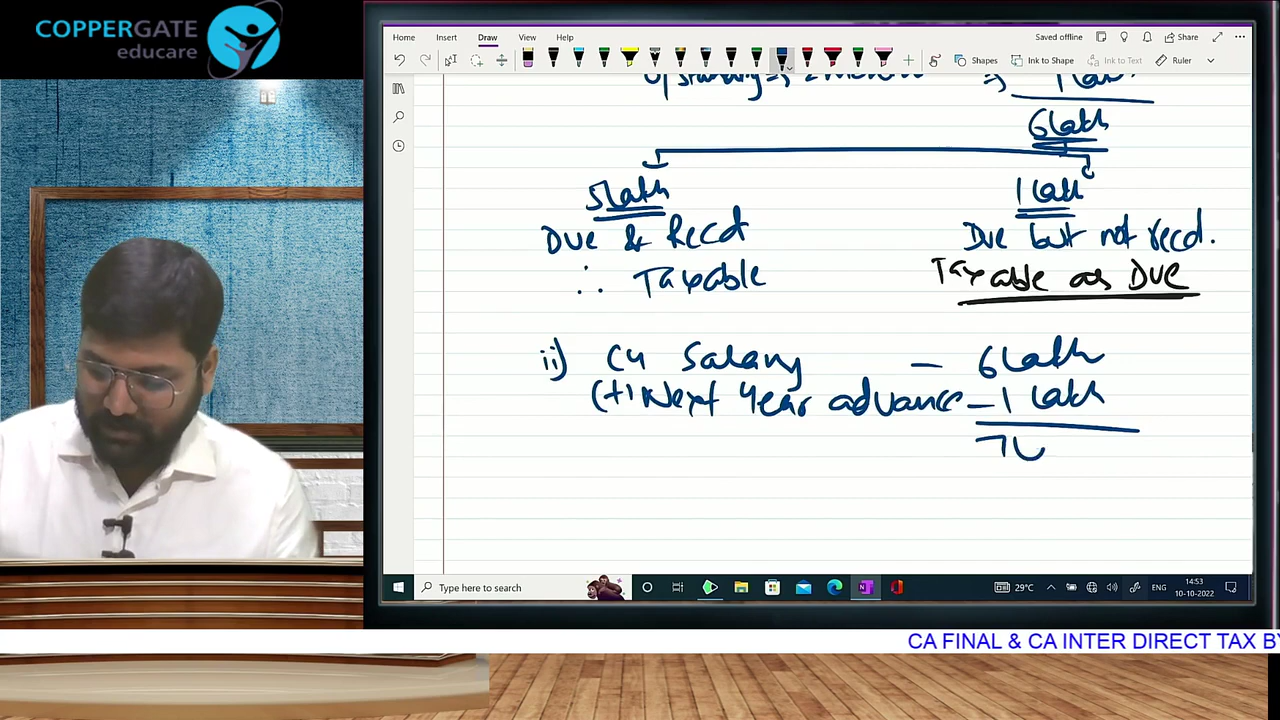 COPPERGATE
educare
Saved offline
Share
Home Insert Draw View Help
Shapes Ink to Shape Ink to Text Ruler
1 lakh
6 lakh
5 lakh 1 lakh
Due & Recd Due but not recd.
∴ Taxable Taxable as Due
ii) CY Salary — 6 lakh
(+) Next Year advance — 1 lakh
7L
Type here to search
29°C ENG 14:53
10-10-2022
CA FINAL & CA INTER DIRECT TAX BY